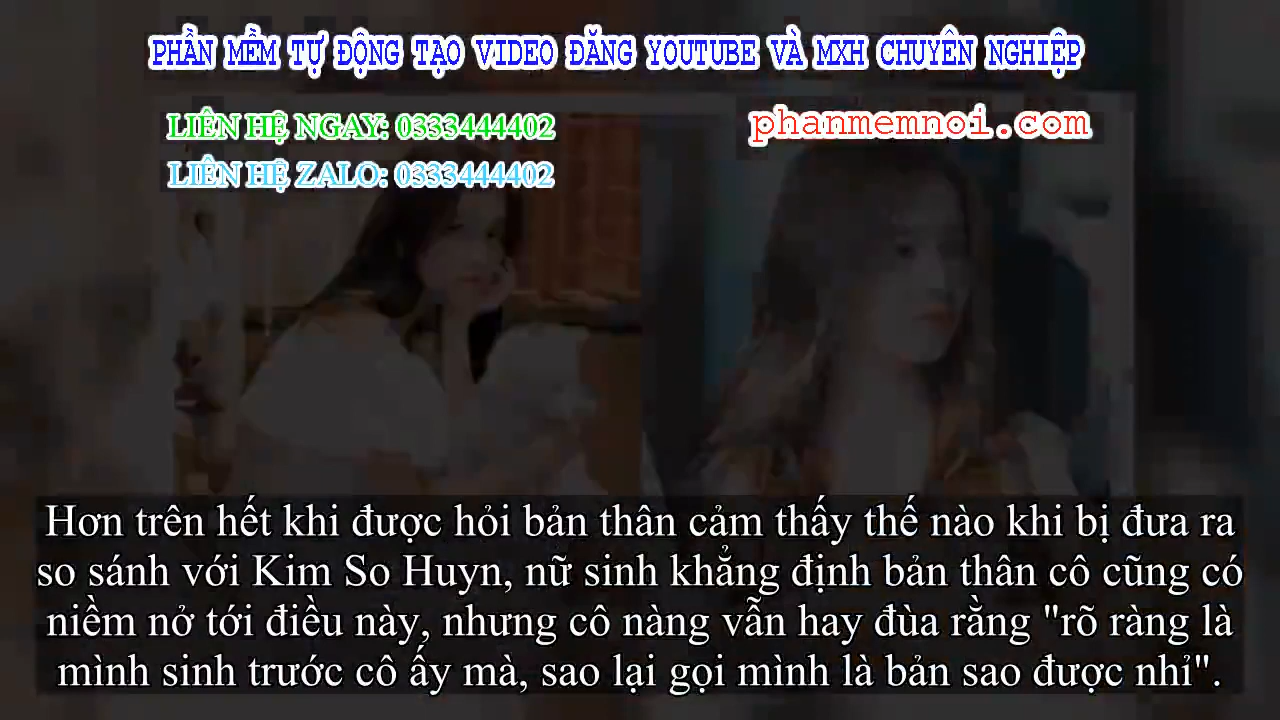 PHẦN MỀM TỰ ĐỘNG TẠO VIDEO ĐĂNG YOUTUBE VÀ MXH CHUYÊN NGHIỆP
LIÊN HỆ NGAY: 0333444402
phanmemnoi.com
LIÊN HỆ ZALO: 0333444402
Hơn trên hết khi được hỏi bản thân cảm thấy thế nào khi bị đưa ra
so sánh với Kim So Huyn, nữ sinh khẳng định bản thân cô cũng có
niềm nở tới điều này, nhưng cô nàng vẫn hay đùa rằng "rõ ràng là
mình sinh trước cô ấy mà, sao lại gọi mình là bản sao được nhỉ".